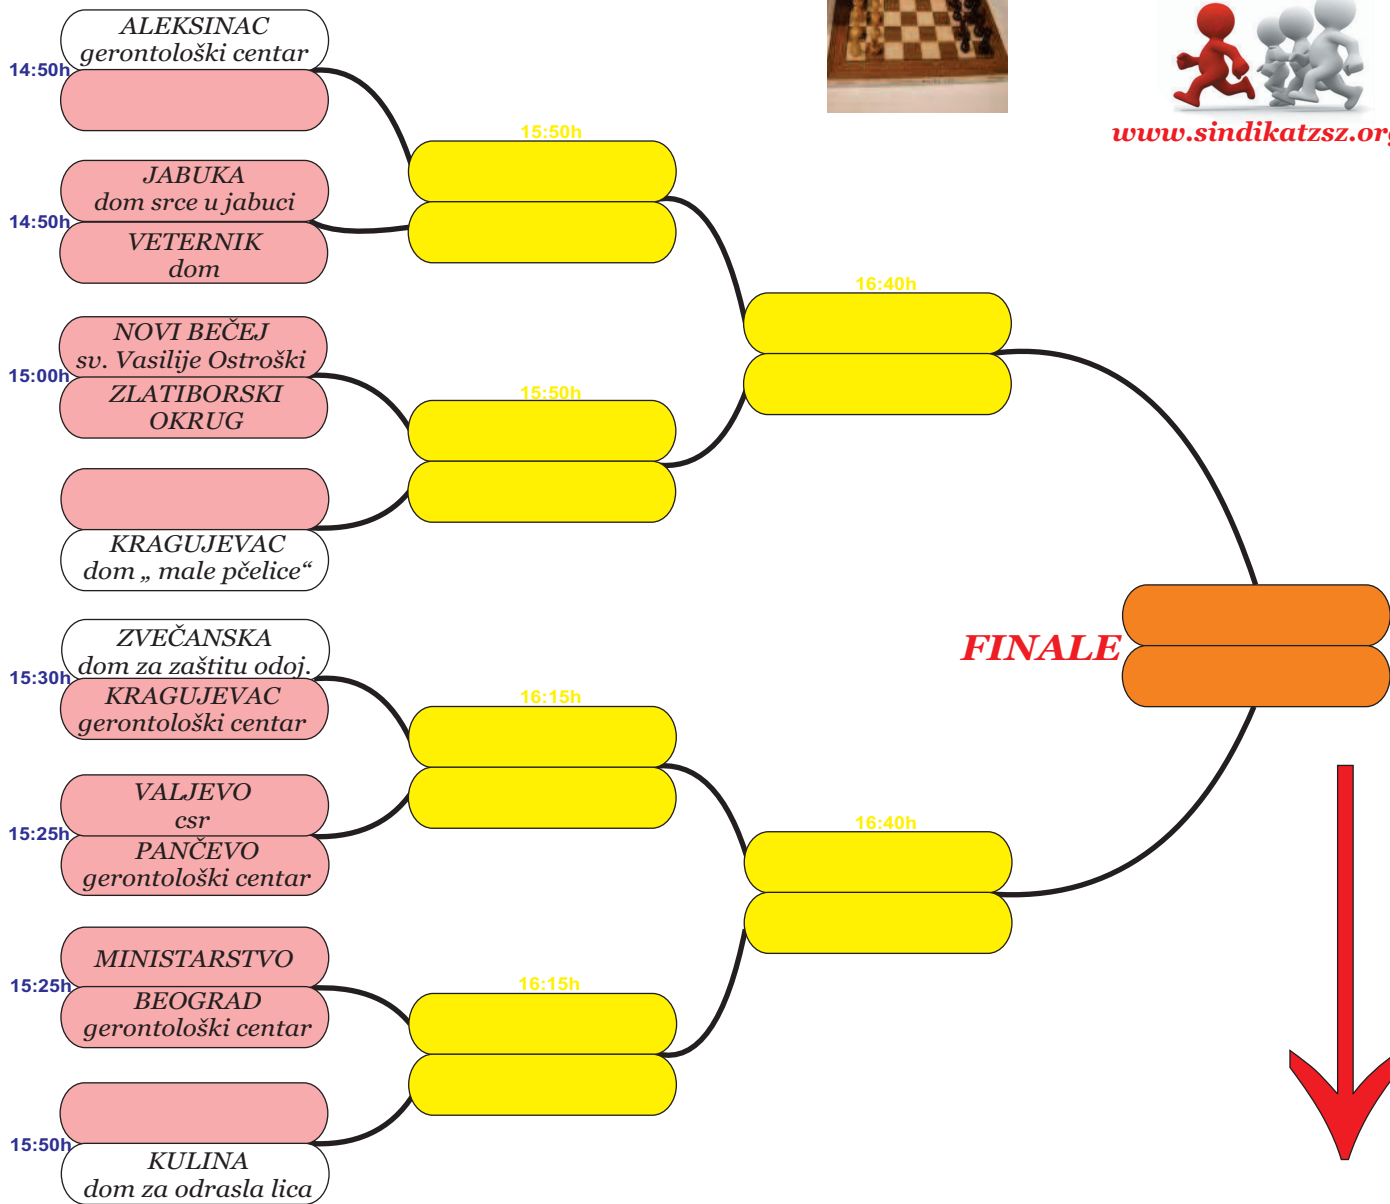 ALEKSINAC
gerontološki centar
14:50h
www.sindikatzsz.org
15:50h
JABUKA
dom srce u jabuci
14:50h
VETERNIK
dom
16:40h
NOVI BEČEJ
sv. Vasilije Ostroški
15:00h
ZLATIBORSKI
OKRUG
15:50h
KRAGUJEVAC
dom „ male pčelice“
ZVEČANSKA
dom za zaštitu odoj.
15:30h
KRAGUJEVAC
gerontološki centar
FINALE
16:15h
VALJEVO
csr
15:25h
PANČEVO
gerontološki centar
16:40h
MINISTARSTVO
15:25h
BEOGRAD
gerontološki centar
16:15h
15:50h
KULINA
dom za odrasla lica